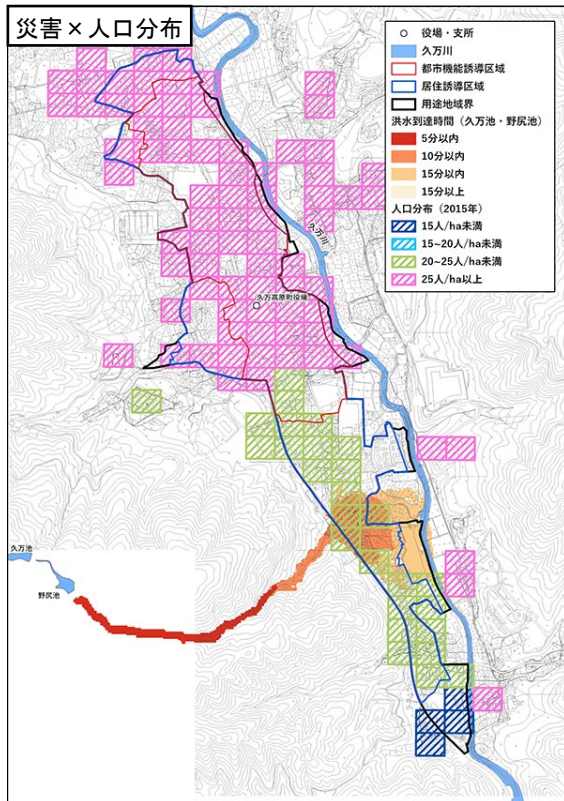 災害×人口分布
役場・支所
久万川
都市機能誘導区域
居住誘導区域
用途地域界
洪水到達時間（久万池・野尻池）
5分以内
10分以内
15分以内
15分以上
人口分布（2015年）
15人/ha未満
15~20人/ha未満
20~25人/ha未満
25人/ha以上
久万川
久万高原町役場
久万池
野尻池